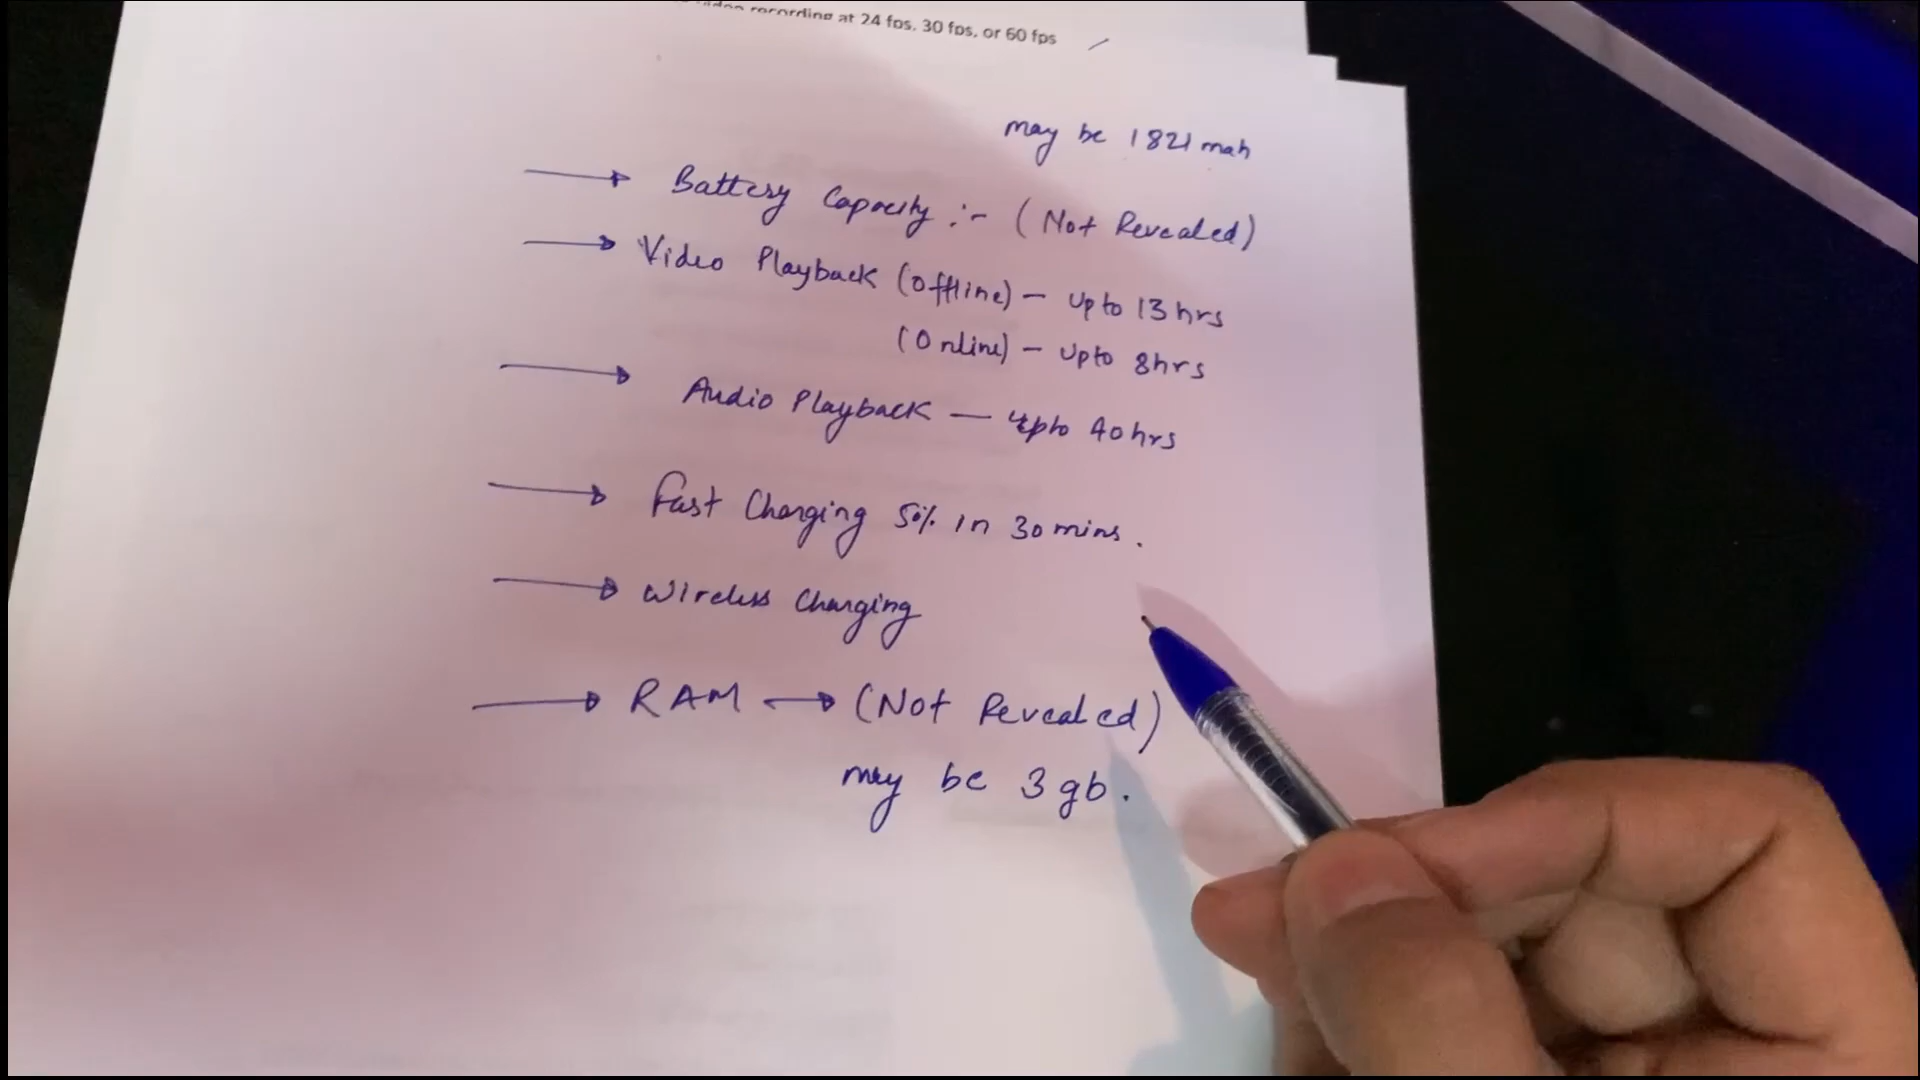 video recording at 24 fps, 30 fps, or 60 fps
may be 1821 mah
Battery Capacity :- (Not Revealed)
Video Playback (Offline) - Upto 13 hrs
(Online) - Upto 8hrs
Audio Playback - Upto 40 hrs
Fast Charging 50% in 30 mins.
Wireless Charging
RAM → (Not Revealed)
may be 3 gb.